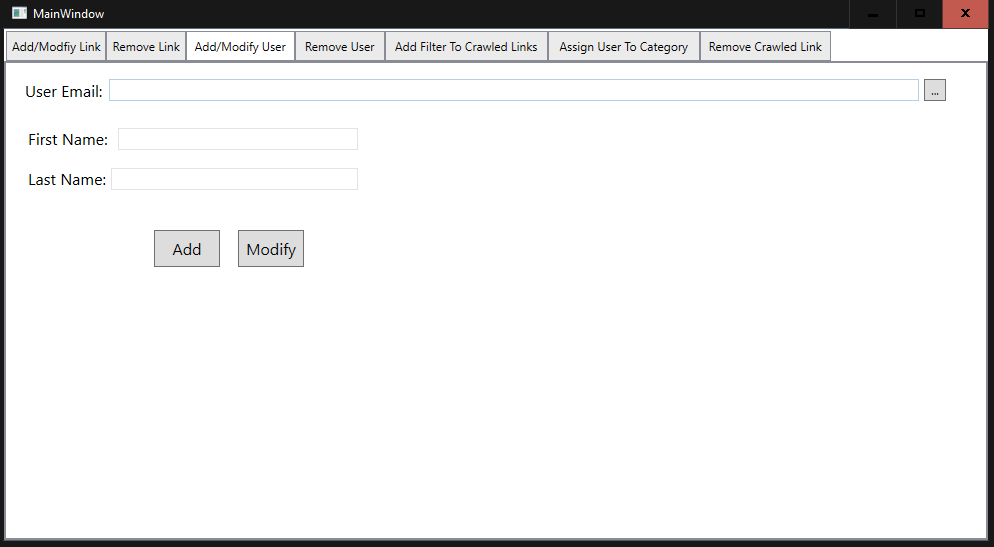 MainWindow
Add/Modfiy Link Remove Link Add/Modify User Remove User Add Filter To Crawled Links Assign User To Category Remove Crawled Link
User Email: ...
First Name:
Last Name:
Add Modify